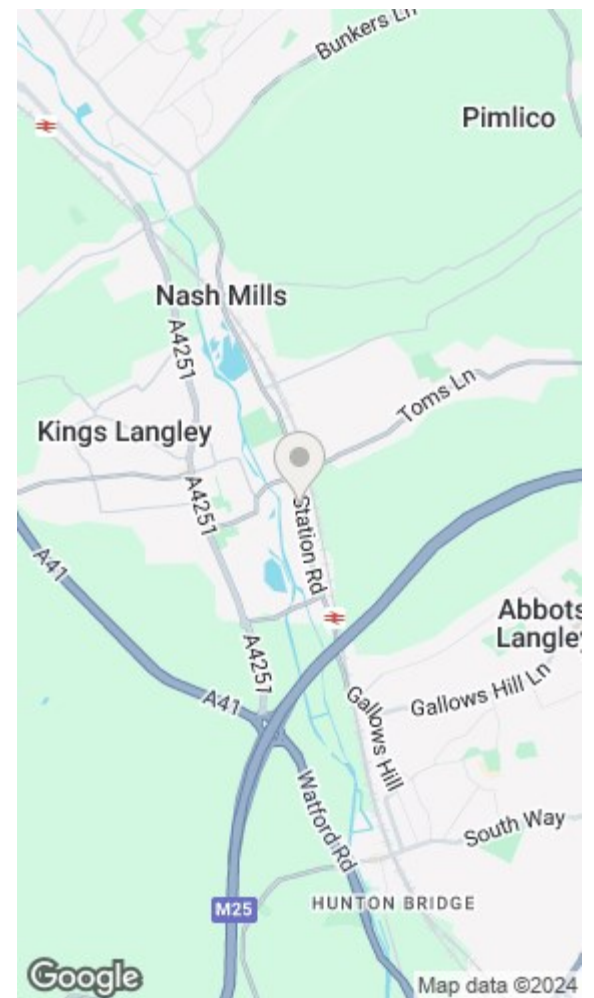 Bunkers Ln
Pimlico
Nash Mills
A4251
Toms Ln
Kings Langley
A4251
Station Rd
A41
Abbots
Langley
A4251
Gallows Hill Ln
A41
Gallows Hill
Watford Rd
South Way
M25
HUNTON BRIDGE
Google
Map data ©2024